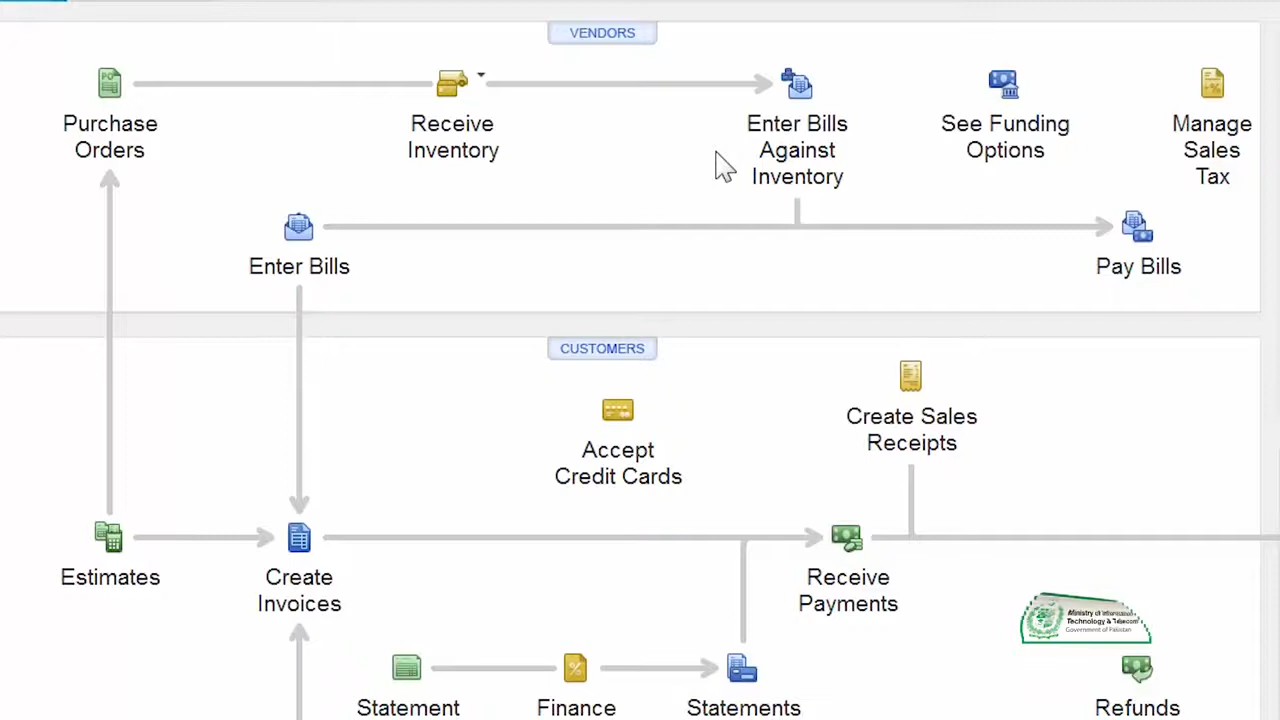 VENDORS
PO
Purchase
Orders
Receive
Inventory
Enter Bills
Against
Inventory
See Funding
Options
Manage
Sales
Tax
Enter Bills
Pay Bills
CUSTOMERS
Accept
Credit Cards
Create Sales
Receipts
Estimates
Create
Invoices
Receive
Payments
Ministry of Information
Technology & Telecom
Government of Pakistan
Statement
Finance
Statements
Refunds